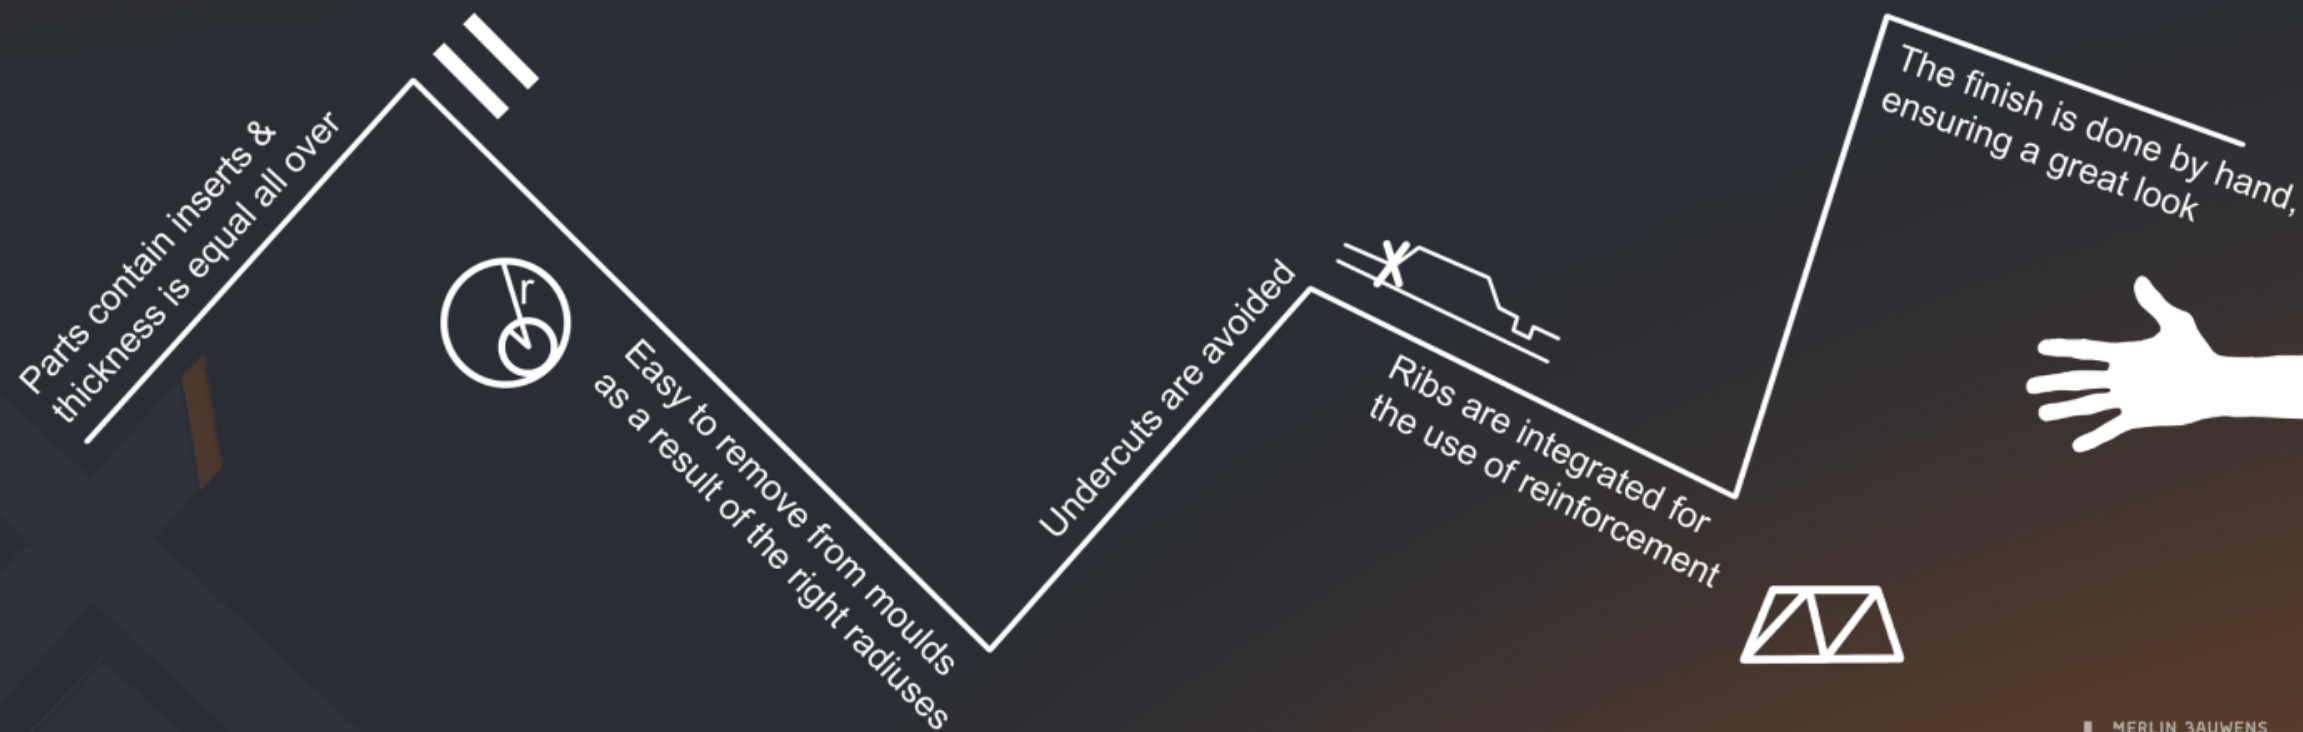 Parts contain inserts &
thickness is equal all over
r
Easy to remove from moulds
as a result of the right radiuses
Undercuts are avoided
Ribs are integrated for
the use of reinforcement
The finish is done by hand,
ensuring a great look
MERLIN 3AUWENS